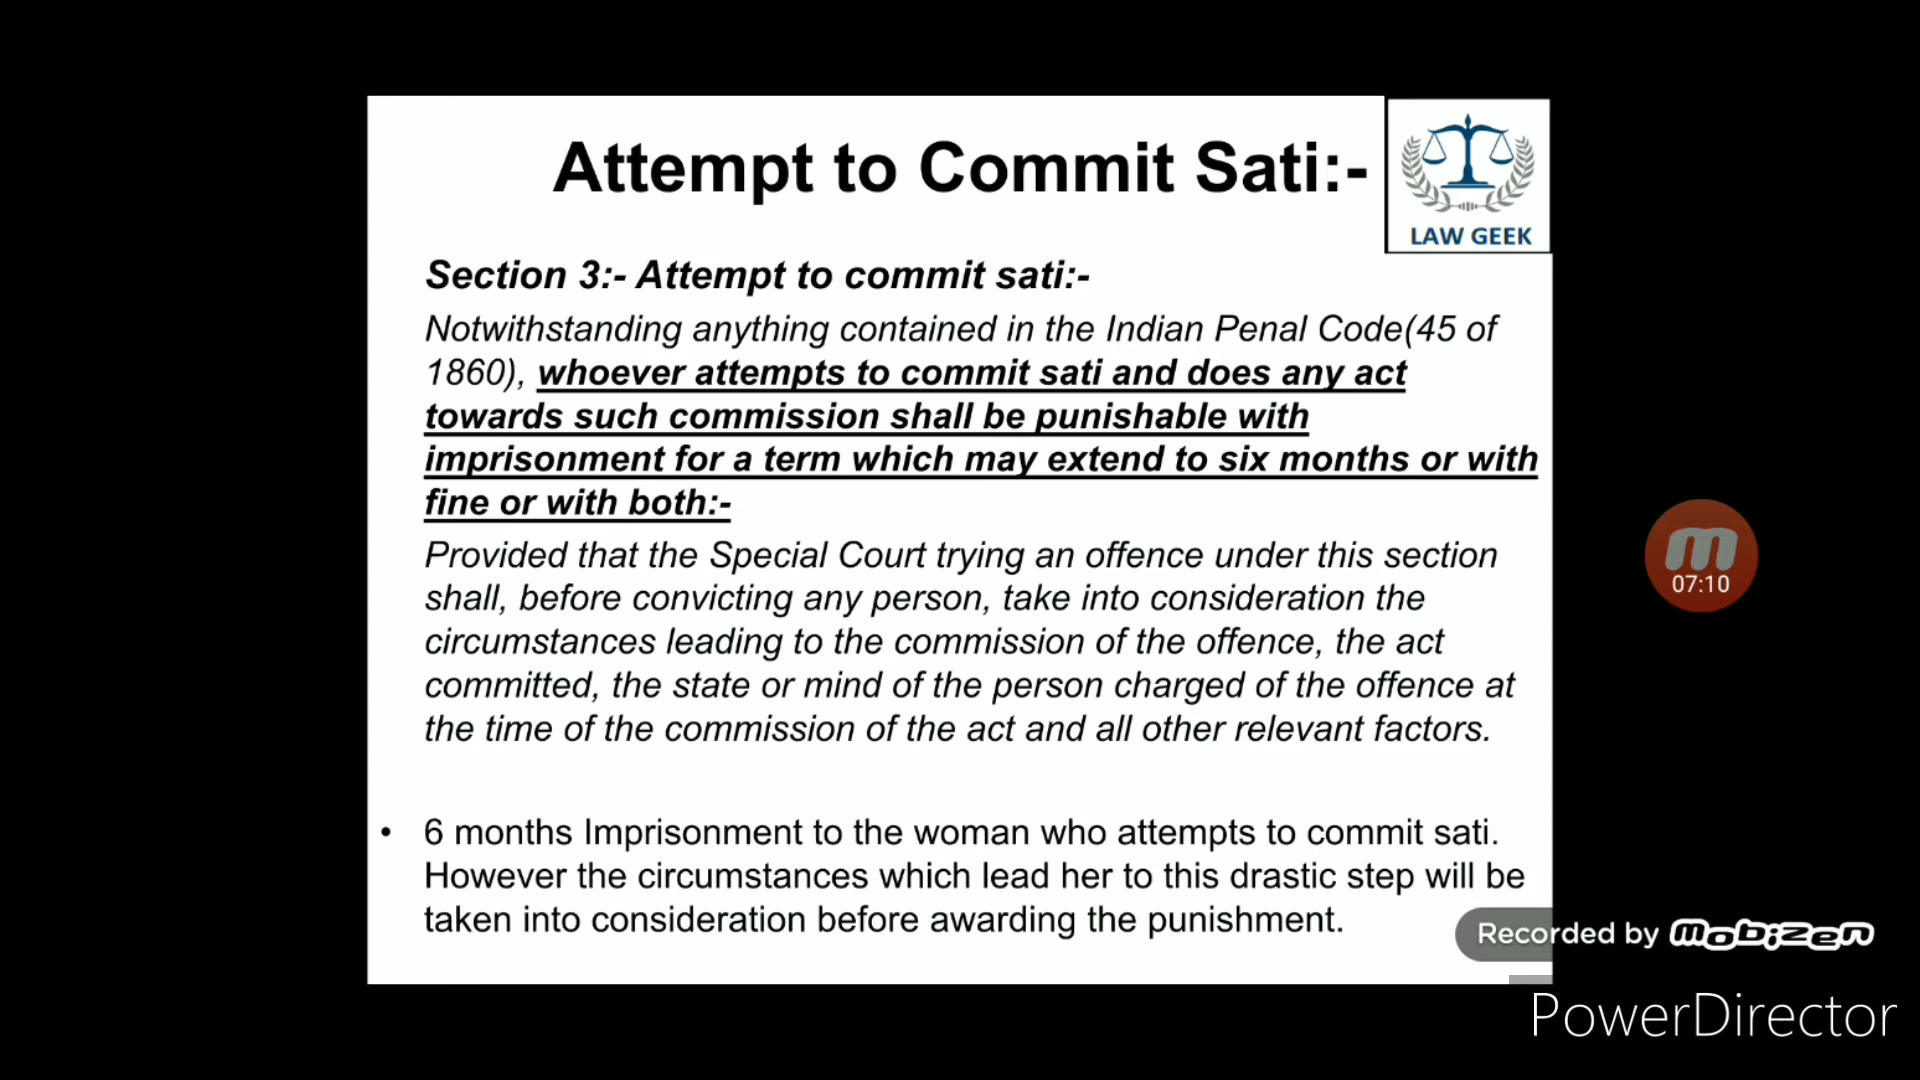 Attempt to Commit Sati:-
LAW GEEK
Section 3:- Attempt to commit sati:-
Notwithstanding anything contained in the Indian Penal Code(45 of
1860), whoever attempts to commit sati and does any act
towards such commission shall be punishable with
imprisonment for a term which may extend to six months or with
fine or with both:-
Provided that the Special Court trying an offence under this section
shall, before convicting any person, take into consideration the
circumstances leading to the commission of the offence, the act
committed, the state or mind of the person charged of the offence at
the time of the commission of the act and all other relevant factors.
• 6 months Imprisonment to the woman who attempts to commit sati.
However the circumstances which lead her to this drastic step will be
taken into consideration before awarding the punishment.
07:10
Recorded by mobizen
PowerDirector